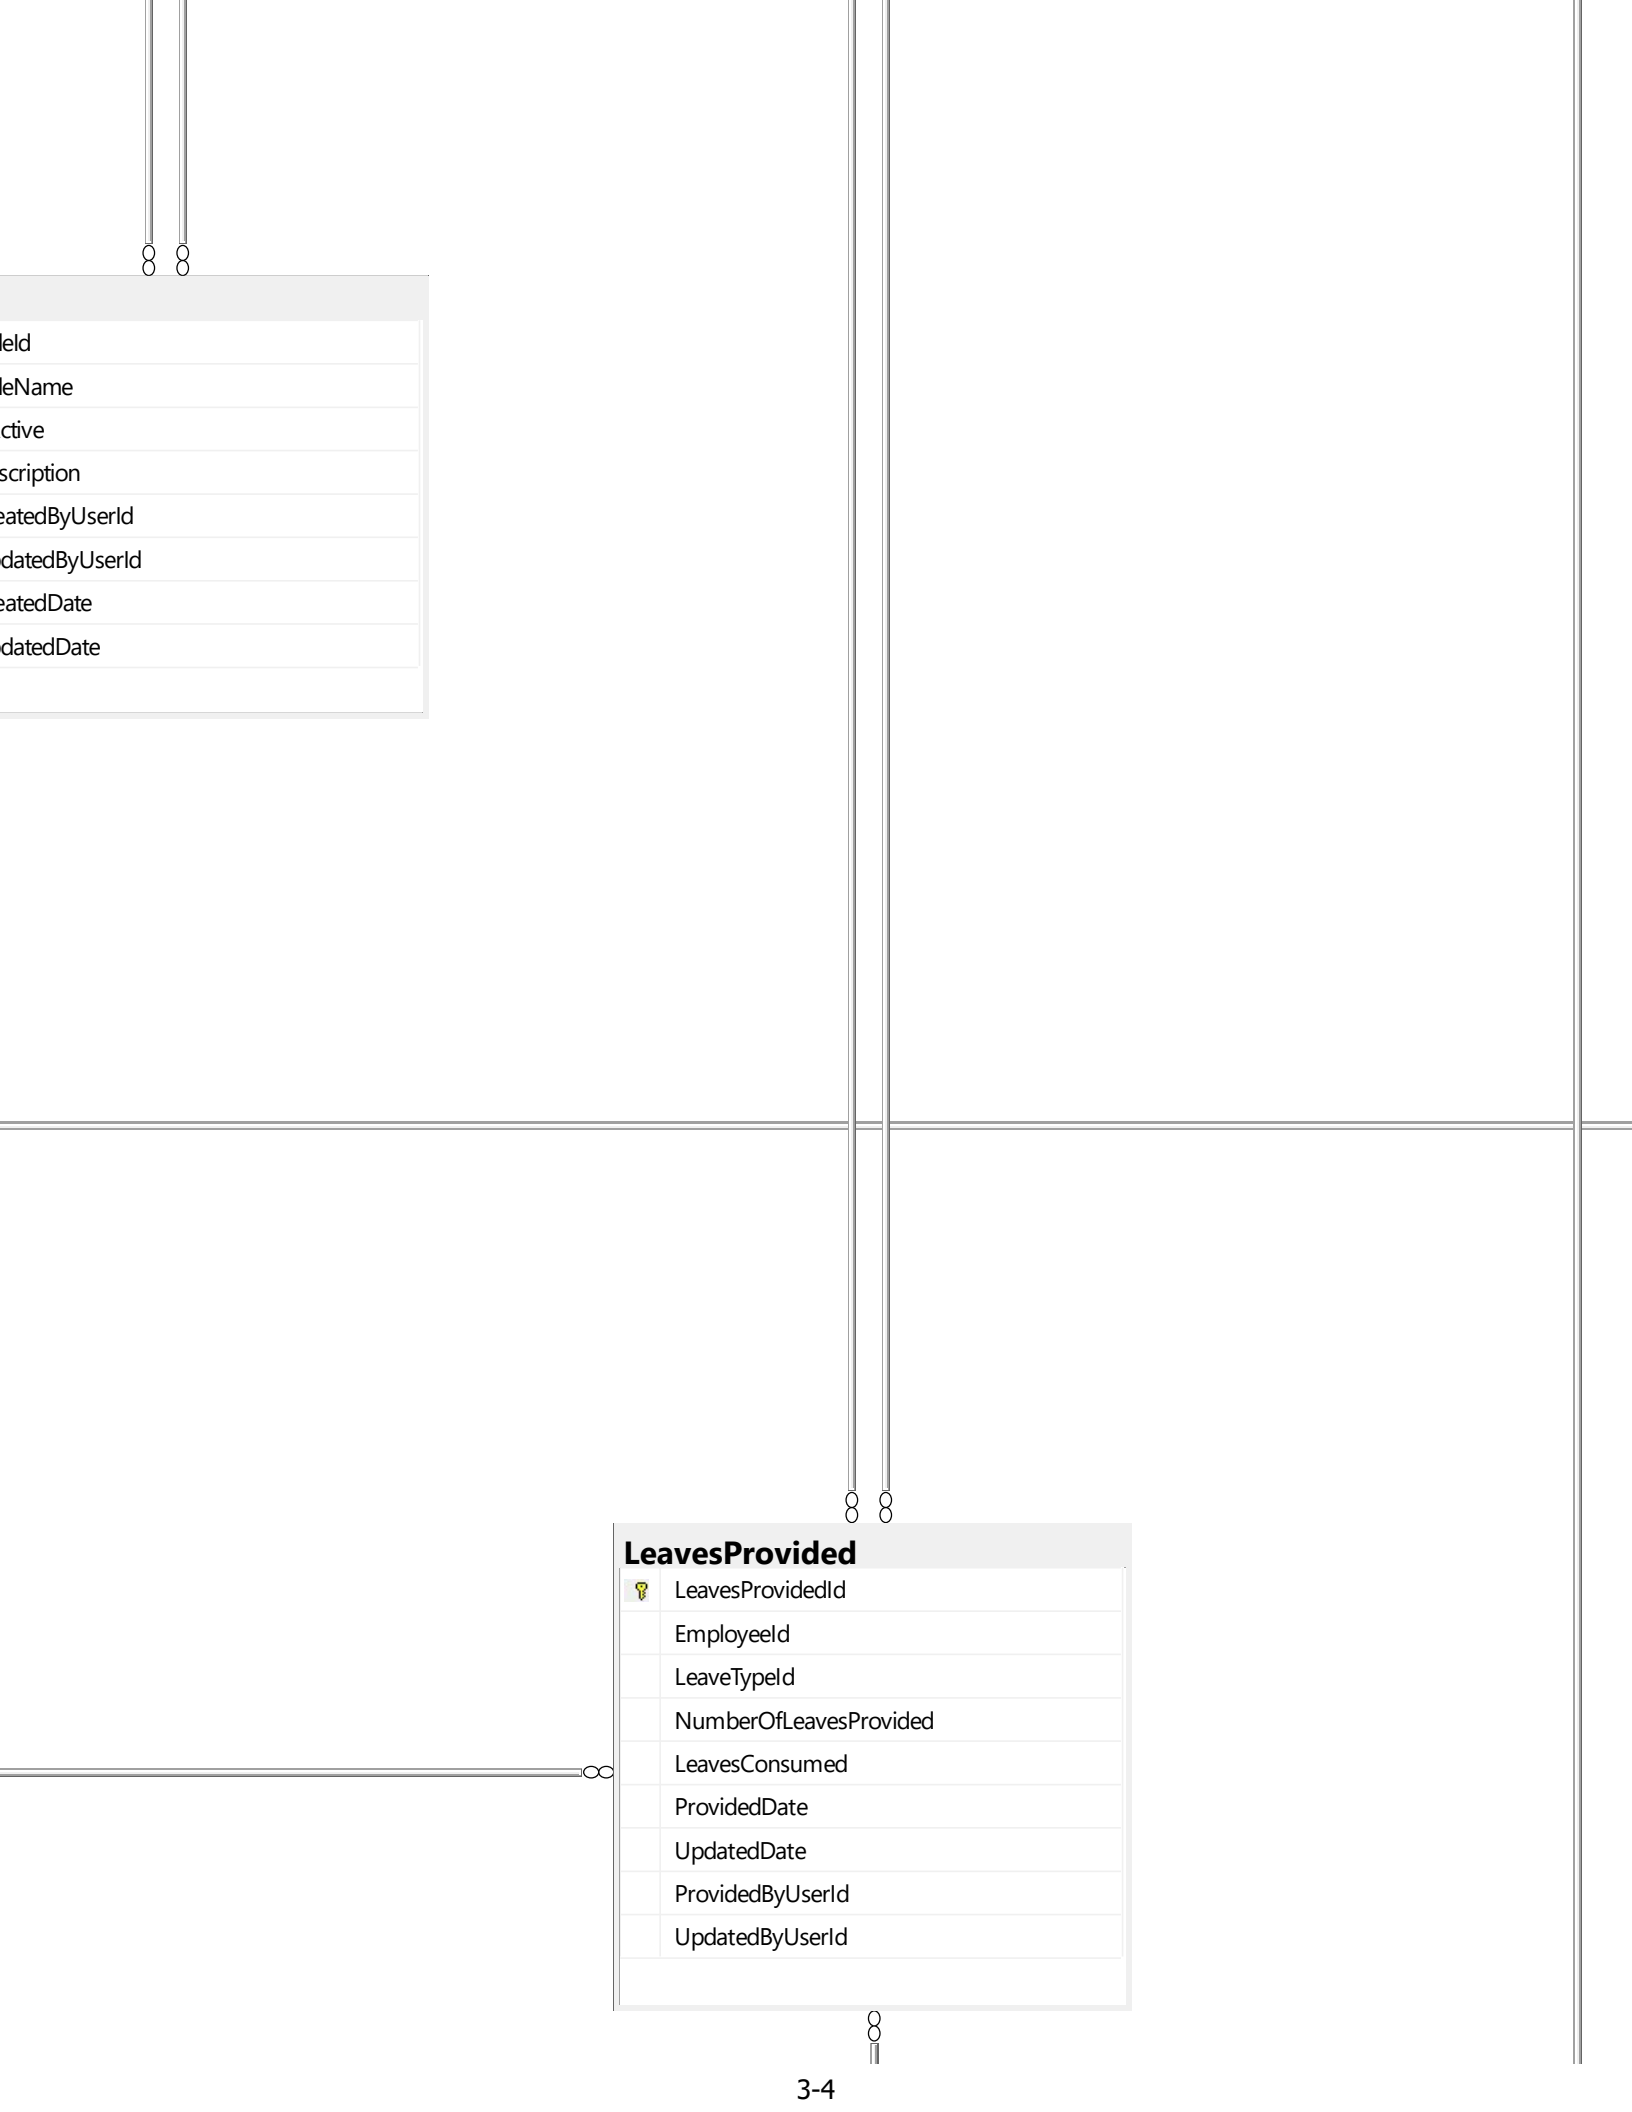 leId
leName
ctive
scription
eatedByUserId
datedByUserId
eatedDate
datedDate
LeavesProvided
LeavesProvidedId
EmployeeId
LeaveTypeId
NumberOfLeavesProvided
LeavesConsumed
ProvidedDate
UpdatedDate
ProvidedByUserId
UpdatedByUserId
3-4